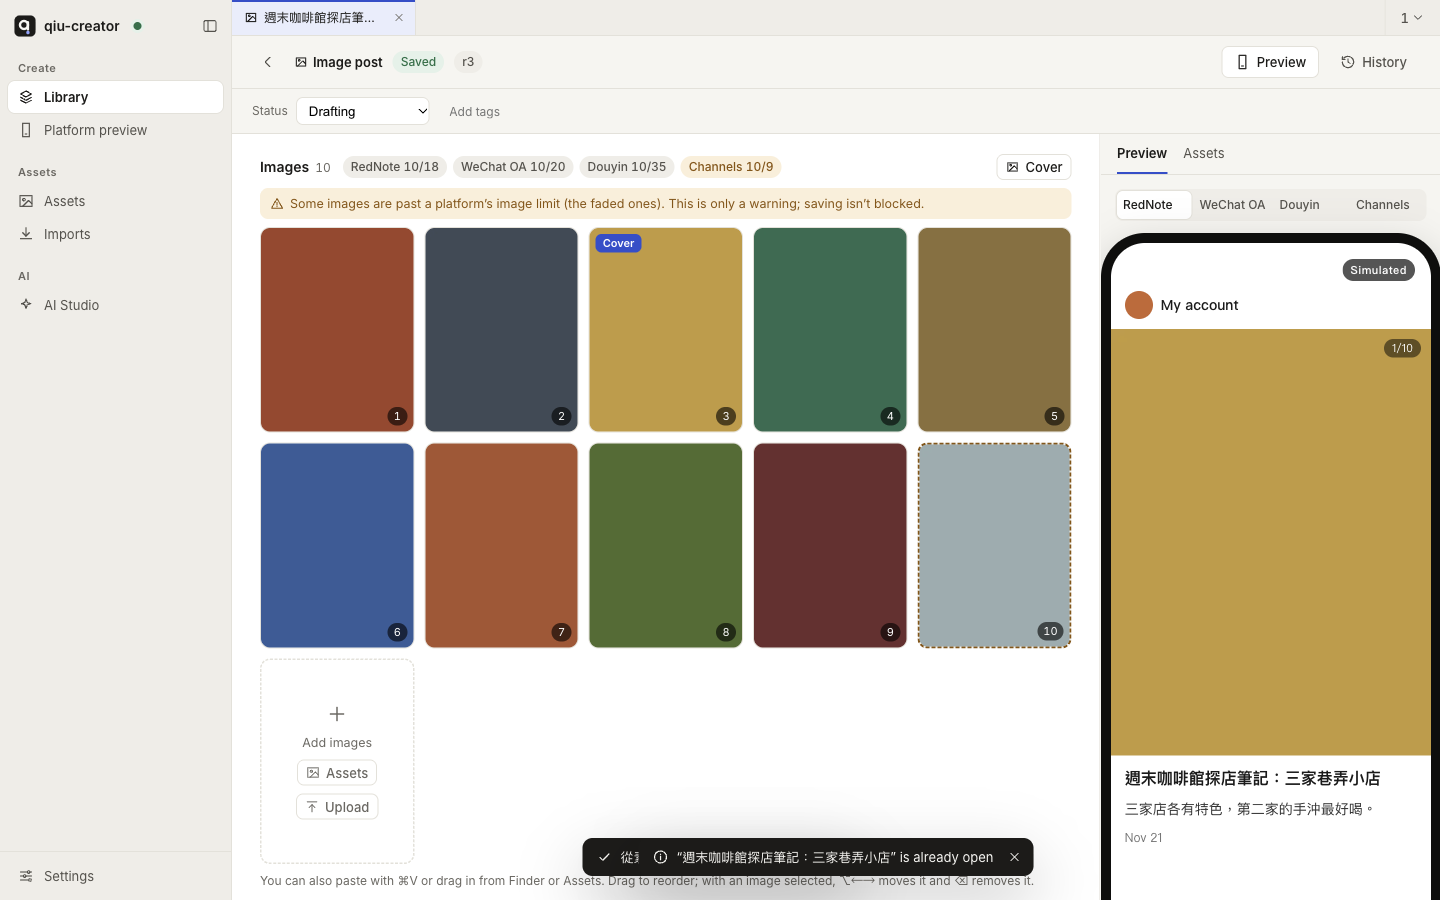 qiu-creator
週末咖啡館探店筆...
1
Create
Library
Platform preview
Assets
Assets
Imports
AI
AI Studio
Settings
Image post
Saved
r3
Preview
History
Status
Drafting
Add tags
Images 10
RedNote 10/18
WeChat OA 10/20
Douyin 10/35
Channels 10/9
Cover
Some images are past a platform’s image limit (the faded ones). This is only a warning; saving isn’t blocked.
1
2
Cover
3
4
5
6
7
8
9
10
Add images
Assets
Upload
You can also paste with ⌘V or drag in from Finder or Assets. Drag to reorder; with an image selected, ⌥←→ moves it and ⌫ removes it.
“週末咖啡館探店筆記：三家巷弄小店” is already open
Preview
Assets
RedNote
WeChat OA
Douyin
Channels
Simulated
My account
1/10
週末咖啡館探店筆記：三家巷弄小店
三家店各有特色，第二家的手沖最好喝。
Nov 21